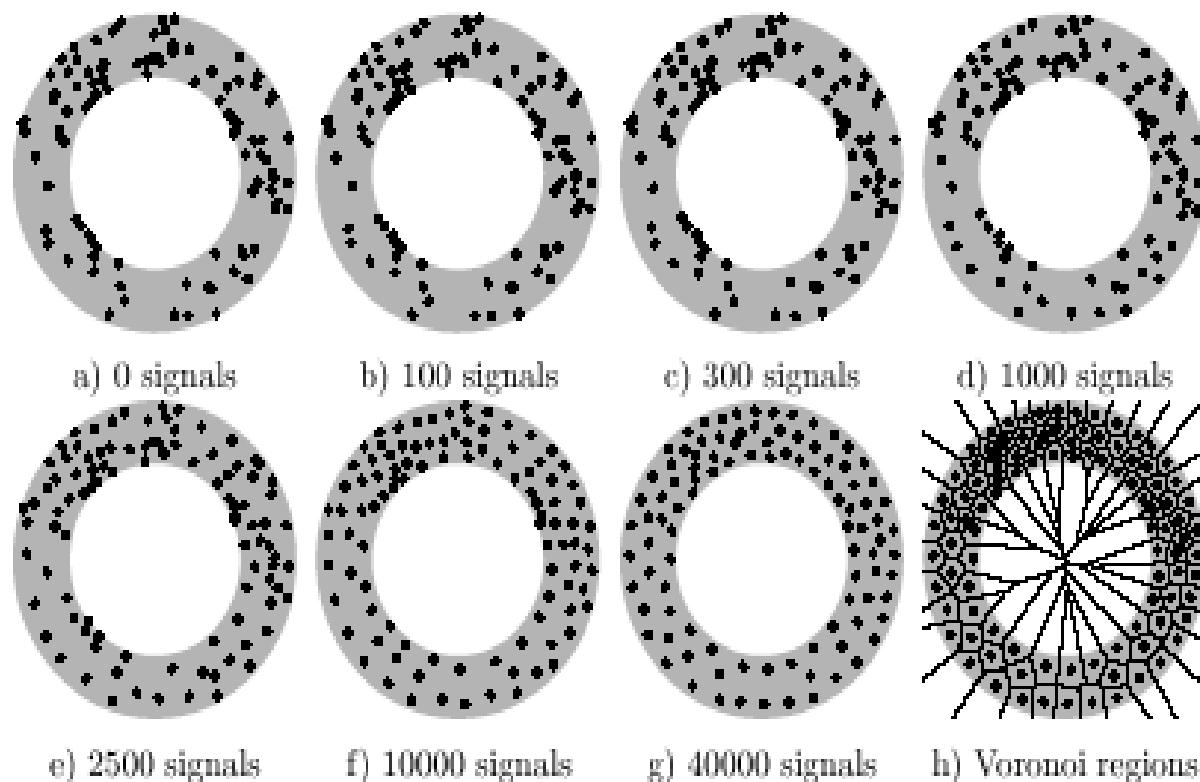 a) 0 signals
b) 100 signals
c) 300 signals
d) 1000 signals
e) 2500 signals
f) 10000 signals
g) 40000 signals
h) Voronoi regions